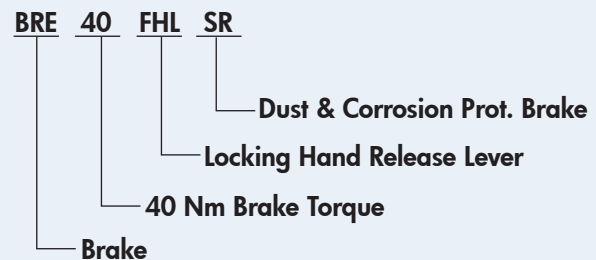 BRE 40 FHL SR
Dust & Corrosion Prot. Brake
Locking Hand Release Lever
40 Nm Brake Torque
Brake